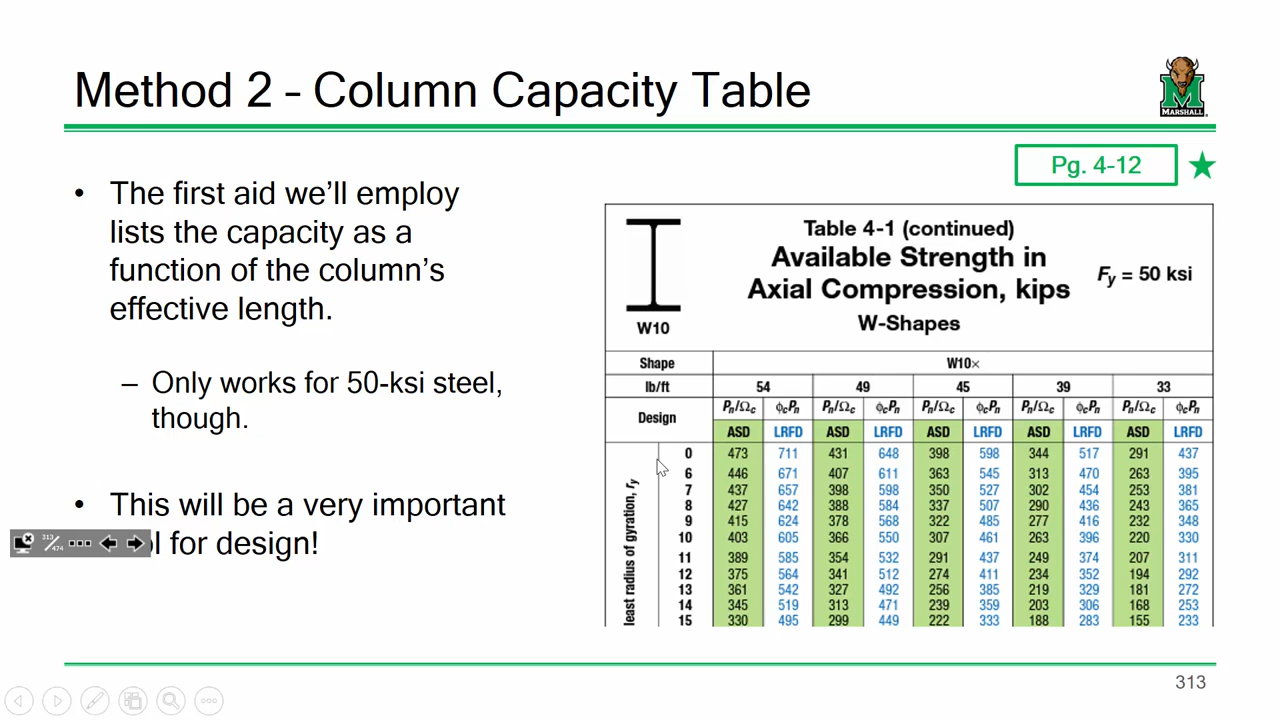 Method 2 – Column Capacity Table
MARSHALL
Pg. 4-12
• The first aid we'll employ
lists the capacity as a
function of the column's
effective length.
– Only works for 50-ksi steel,
though.
• This will be a very important
l for design!
313/474
W10
Table 4-1 (continued)
Available Strength in
Axial Compression, kips
W-Shapes
Fy = 50 ksi
Shape W10×
lb/ft 54 49 45 39 33
Design Pn/Ωc ϕcPn Pn/Ωc ϕcPn Pn/Ωc ϕcPn Pn/Ωc ϕcPn Pn/Ωc ϕcPn
ASD LRFD ASD LRFD ASD LRFD ASD LRFD ASD LRFD
least radius of gyration, ry
0 473 711 431 648 398 598 344 517 291 437
6 446 671 407 611 363 545 313 470 263 395
7 437 657 398 598 350 527 302 454 253 381
8 427 642 388 584 337 507 290 436 243 365
9 415 624 378 568 322 485 277 416 232 348
10 403 605 366 550 307 461 263 396 220 330
11 389 585 354 532 291 437 249 374 207 311
12 375 564 341 512 274 411 234 352 194 292
13 361 542 327 492 256 385 219 329 181 272
14 345 519 313 471 239 359 203 306 168 253
15 330 495 299 449 222 333 188 283 155 233
313